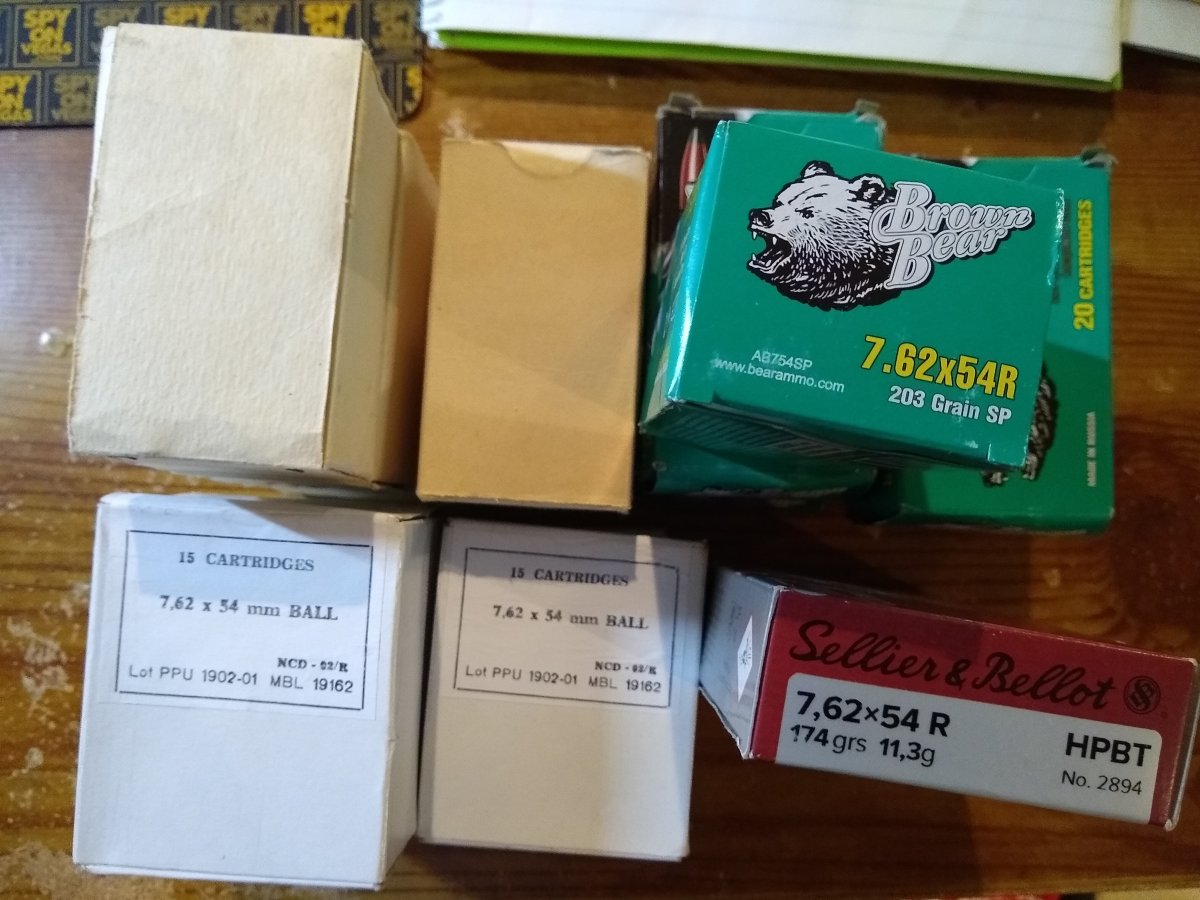 SPY
ON
VEGAS
Brown
Bear
AB754SP
www.bearammo.com
7.62x54R
203 Grain SP
20 CARTRIDGES
MADE IN RUSSIA
15 CARTRIDGES
7,62 x 54 mm BALL
NCD - 02/R
Lot PPU 1902-01 MBL 19162
15 CARTRIDGES
7,62 x 54 mm BALL
NCD - 02/R
Lot PPU 1902-01 MBL 19162
Sellier & Bellot
7,62×54 R
174 grs 11,3g
HPBT
No. 2894